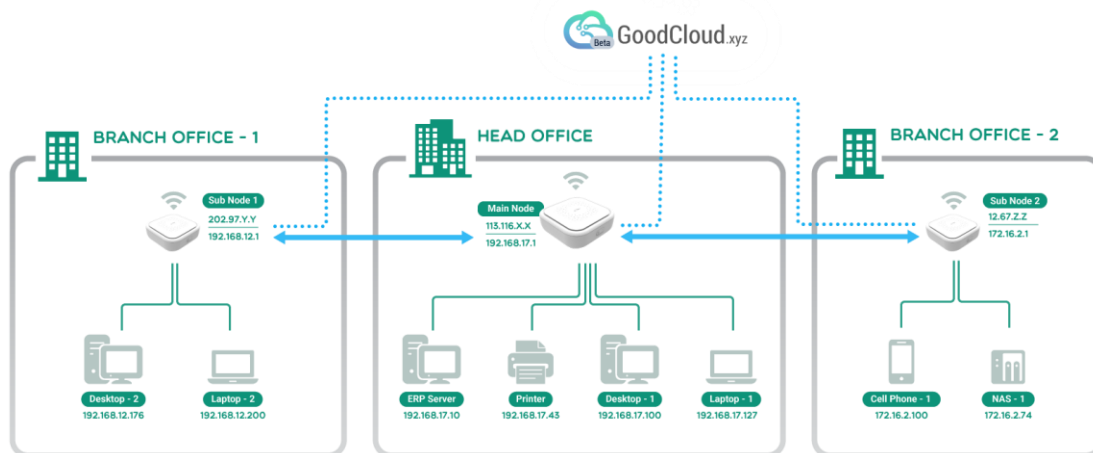 Beta GoodCloud.xyz
BRANCH OFFICE - 1
HEAD OFFICE
BRANCH OFFICE - 2
Sub Node 1
202.97.Y.Y
192.168.12.1
Main Node
113.116.X.X
192.168.17.1
Sub Node 2
12.67.Z.Z
172.16.2.1
Desktop - 2
192.168.12.176
Laptop - 2
192.168.12.200
ERP Server
192.168.17.10
Printer
192.168.17.43
Desktop - 1
192.168.17.100
Laptop - 1
192.168.17.127
Cell Phone - 1
172.16.2.100
NAS - 1
172.16.2.74